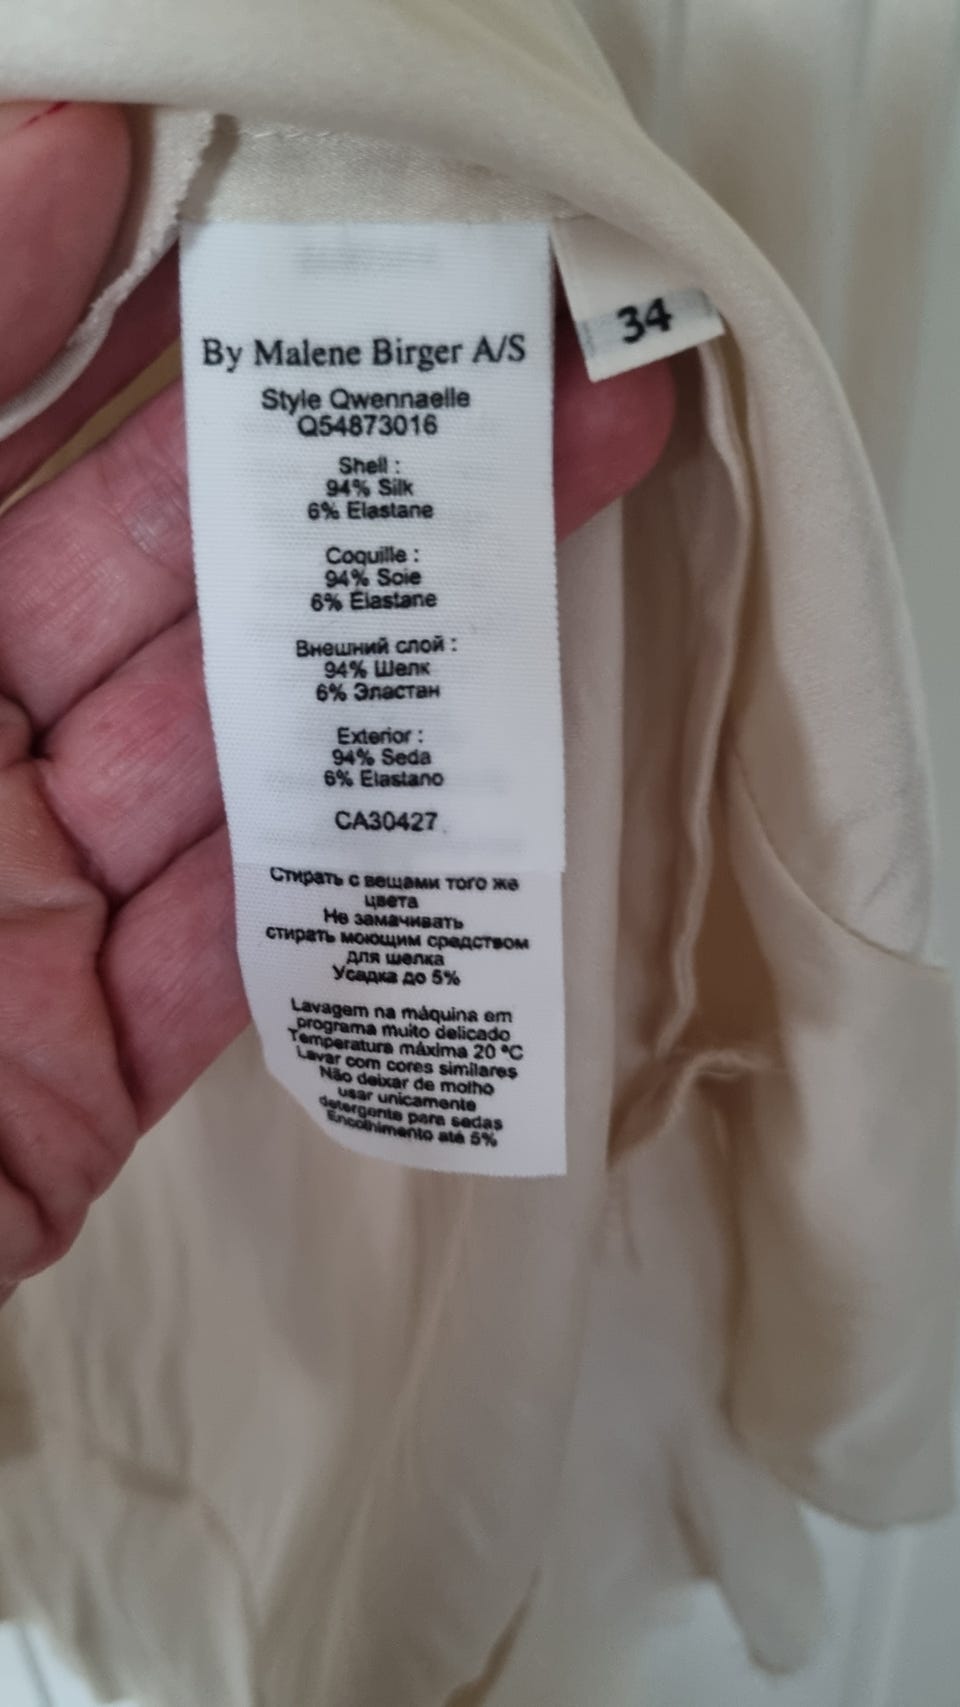 By Malene Birger A/S
34
Style Qwennaelle
Q54873016
Shell :
94% Silk
6% Elastane
Coquille :
94% Soie
6% Élastane
Внешний слой :
94% Шелк
6% Эластан
Exterior :
94% Seda
6% Elastano
CA30427
Стирать с вещами того же
цвета
Не замачивать
стирать моющим средством
для шелка
Усадка до 5%
Lavagem na máquina em
programa muito delicado
Temperatura máxima 20 °C
Lavar com cores similares
Não deixar de molho
usar unicamente
detergente para sedas
Encolhimento até 5%